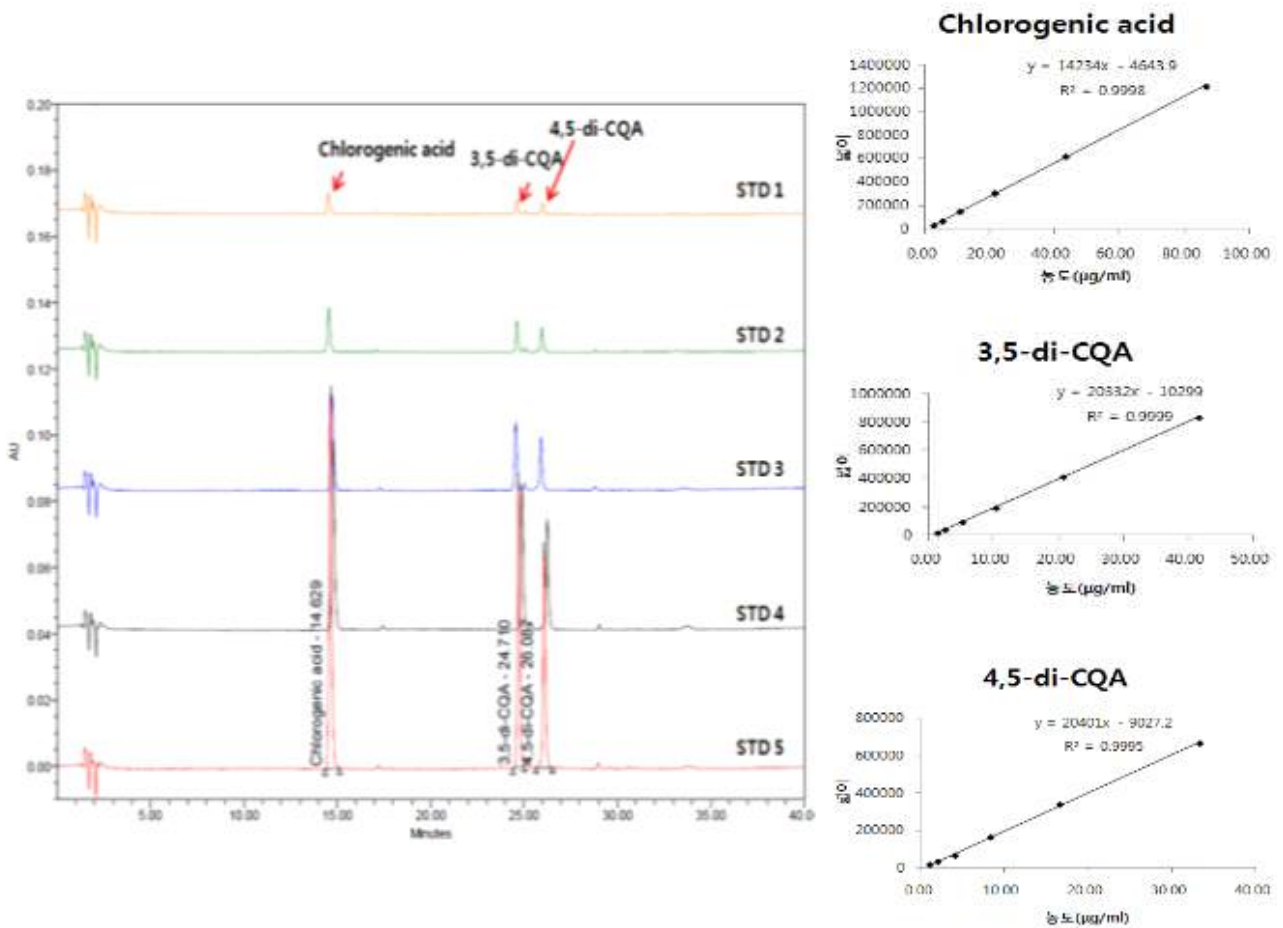 0.20
0.18
0.16
0.14
0.12
0.10
0.08
0.06
0.04
0.02
0.00
AU
Chlorogenic acid
3,5-di-CQA
4,5-di-CQA
STD 1
STD 2
STD 3
STD 4
STD 5
Chlorogenic acid - 14.629
3,5-di-CQA - 24.710
4,5-di-CQA - 26.087
5.00 10.00 15.00 20.00 25.00 30.00 35.00 40.0
Minutes
Chlorogenic acid
y = 14234x - 4643.9
R² = 0.9998
1400000
1200000
1000000
800000
600000
400000
200000
0
0.00 20.00 40.00 60.00 80.00 100.00
농도(μg/ml)
3,5-di-CQA
y = 20332x - 10299
R² = 0.9999
1000000
800000
600000
400000
200000
0
0.00 10.00 20.00 30.00 40.00 50.00
농도(μg/ml)
4,5-di-CQA
y = 20401x - 9027.2
R² = 0.9995
800000
600000
400000
200000
0
0.00 10.00 20.00 30.00 40.00
농도(μg/ml)